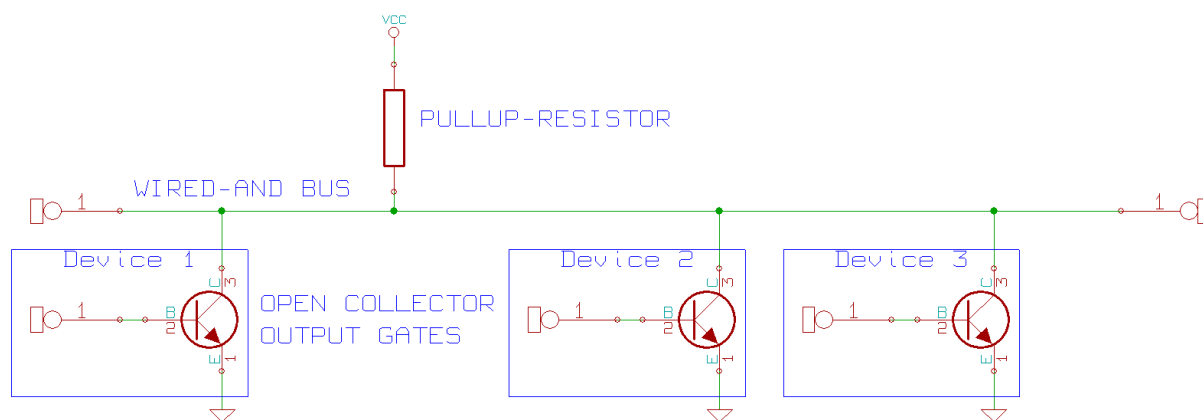 VCC
PULLUP-RESISTOR
WIRED-AND BUS
1
1
Device 1
Device 2
Device 3
C
3
1
B
2
E
1
OPEN COLLECTOR
OUTPUT GATES
C
3
1
B
2
E
1
C
3
1
B
2
E
1